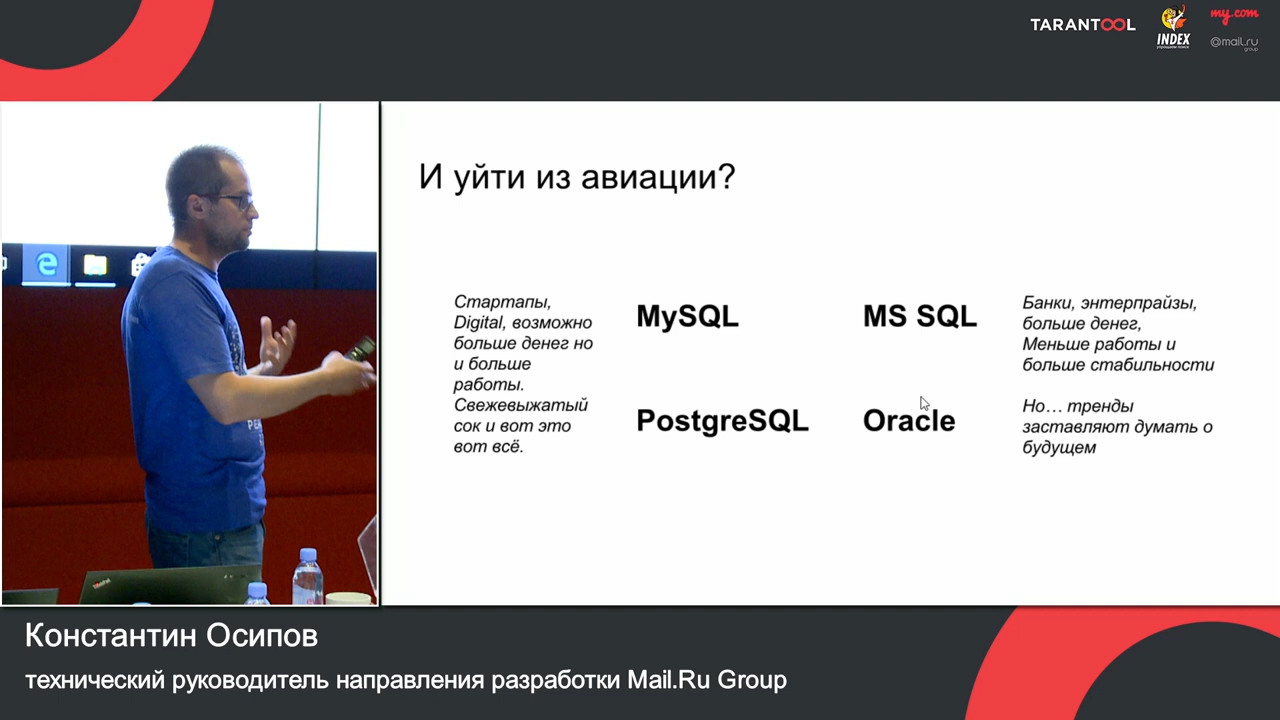 TARANTOOL
INDEX
my.com
@mail.ru
group
И уйти из авиации?
Стартапы,
Digital, возможно
больше денег но
и больше
работы.
Свежевыжатый
сок и вот это
вот всё.
MySQL
MS SQL
PostgreSQL
Oracle
Банки, энтерпрайзы,
больше денег,
Меньше работы и
больше стабильности
Но… тренды
заставляют думать о
будущем
ThinkPad
Константин Осипов
технический руководитель направления разработки Mail.Ru Group